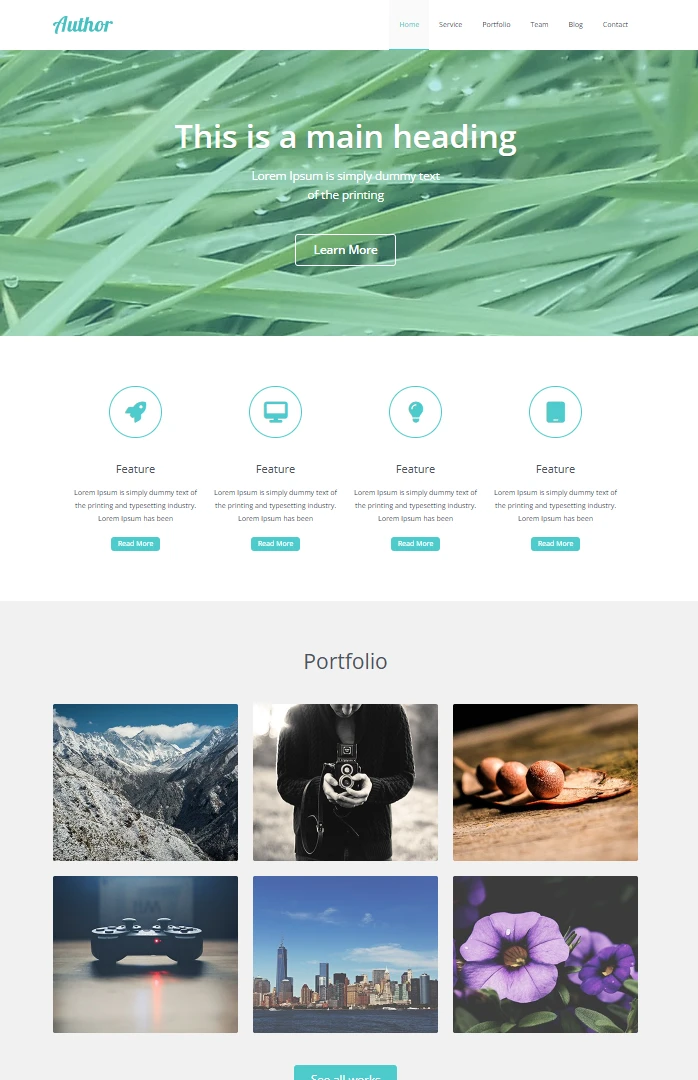 Author
Home Service Portfolio Team Blog Contact
This is a main heading
Lorem Ipsum is simply dummy text
of the printing
Learn More
Feature
Lorem Ipsum is simply dummy text of
the printing and typesetting industry.
Lorem Ipsum has been
Read More
Feature
Lorem Ipsum is simply dummy text of
the printing and typesetting industry.
Lorem Ipsum has been
Read More
Feature
Lorem Ipsum is simply dummy text of
the printing and typesetting industry.
Lorem Ipsum has been
Read More
Feature
Lorem Ipsum is simply dummy text of
the printing and typesetting industry.
Lorem Ipsum has been
Read More
Portfolio
See all works